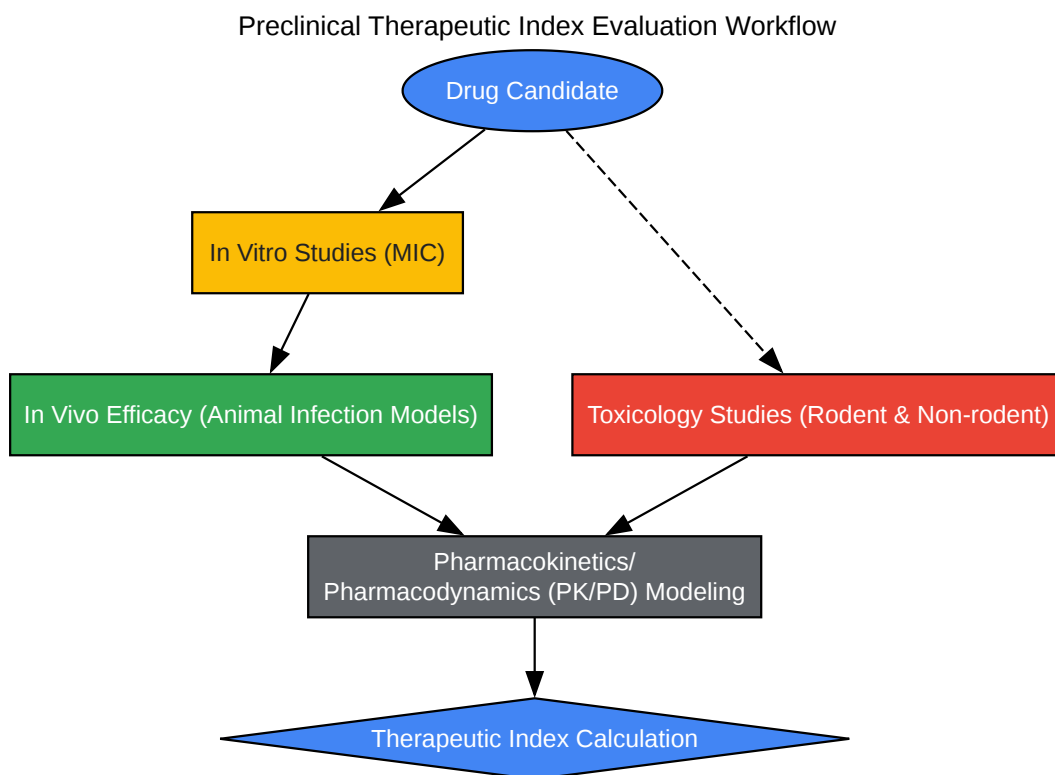 Preclinical Therapeutic Index Evaluation Workflow
Drug Candidate
In Vitro Studies (MIC)
In Vivo Efficacy (Animal Infection Models)
Toxicology Studies (Rodent & Non-rodent)
Pharmacokinetics/
Pharmacodynamics (PK/PD) Modeling
Therapeutic Index Calculation